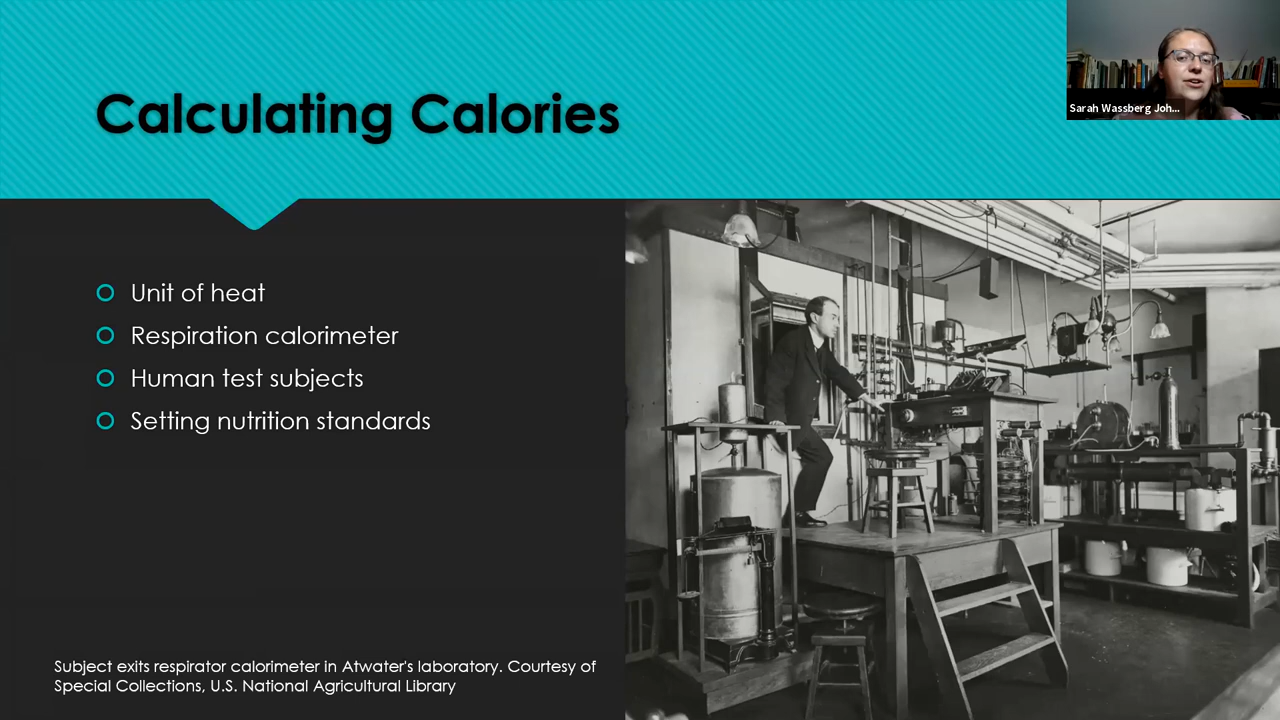 Calculating Calories
Sarah Wassberg Joh...
Unit of heat
Respiration calorimeter
Human test subjects
Setting nutrition standards
Subject exits respirator calorimeter in Atwater's laboratory. Courtesy of
Special Collections, U.S. National Agricultural Library